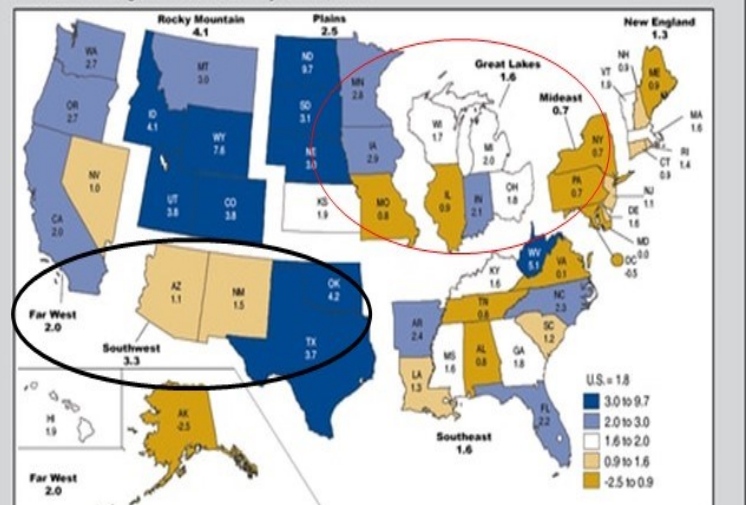 Rocky Mountain
4.1
Plains
2.5
New England
1.3
WA
2.7
MT
3.0
ND
9.7
MN
2.8
Great Lakes
1.6
NH
0.9
ME
0.9
VT
1.9
OR
2.7
ID
4.1
WY
7.6
SD
3.1
WI
1.7
MI
2.0
Mideast
0.7
NY
0.7
MA
1.6
RI
1.4
CT
0.9
NV
1.0
UT
3.8
CO
3.8
NE
3.0
IA
2.9
IL
0.9
IN
2.1
OH
1.8
PA
0.7
NJ
1.1
DE
1.6
MD
0.0
DC
-0.5
CA
2.0
KS
1.9
MO
0.8
KY
1.6
WV
5.1
VA
0.1
Far West
2.0
AZ
1.1
NM
1.5
OK
4.2
TX
3.7
AR
2.4
TN
0.8
NC
2.3
SC
1.2
Southwest
3.3
LA
1.3
MS
1.6
AL
0.8
GA
1.8
FL
2.2
Southeast
1.6
HI
1.9
AK
-2.5
Far West
2.0
U.S. = 1.8
3.0 to 9.7
2.0 to 3.0
1.6 to 2.0
0.9 to 1.6
-2.5 to 0.9